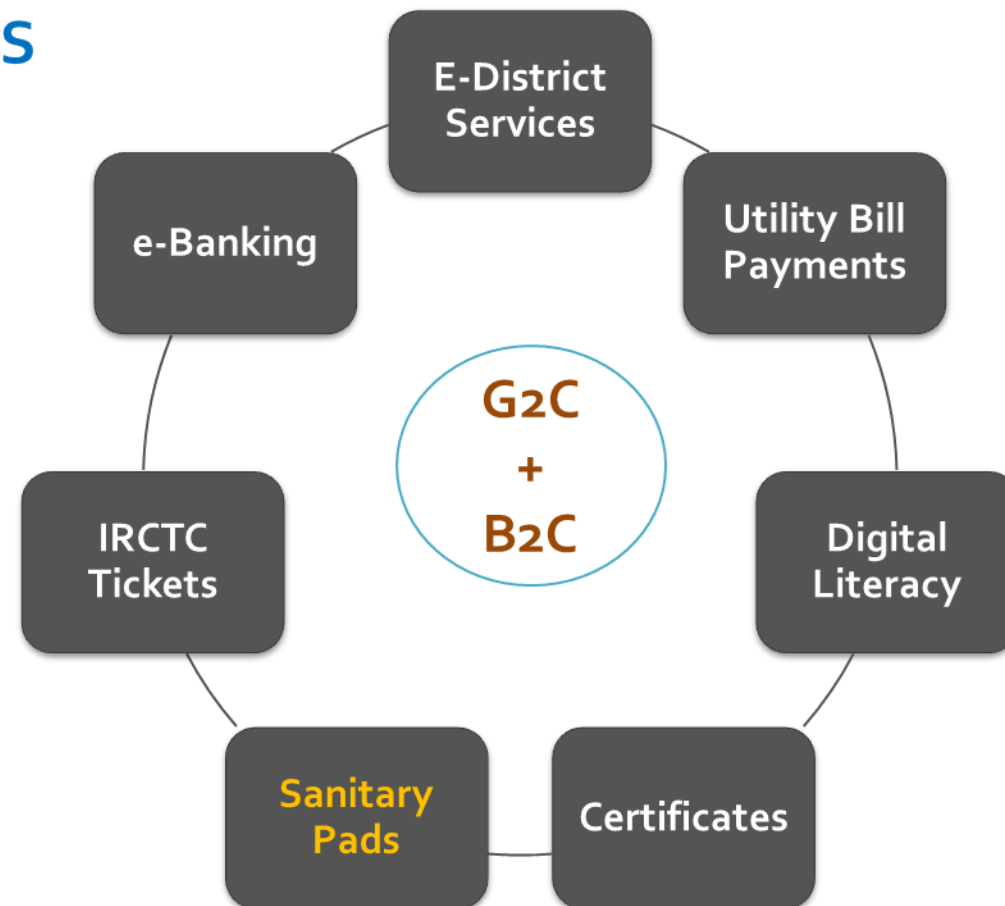 S
E-District
Services
Utility Bill
Payments
Digital
Literacy
Certificates
Sanitary
Pads
IRCTC
Tickets
e-Banking
G2C
+
B2C